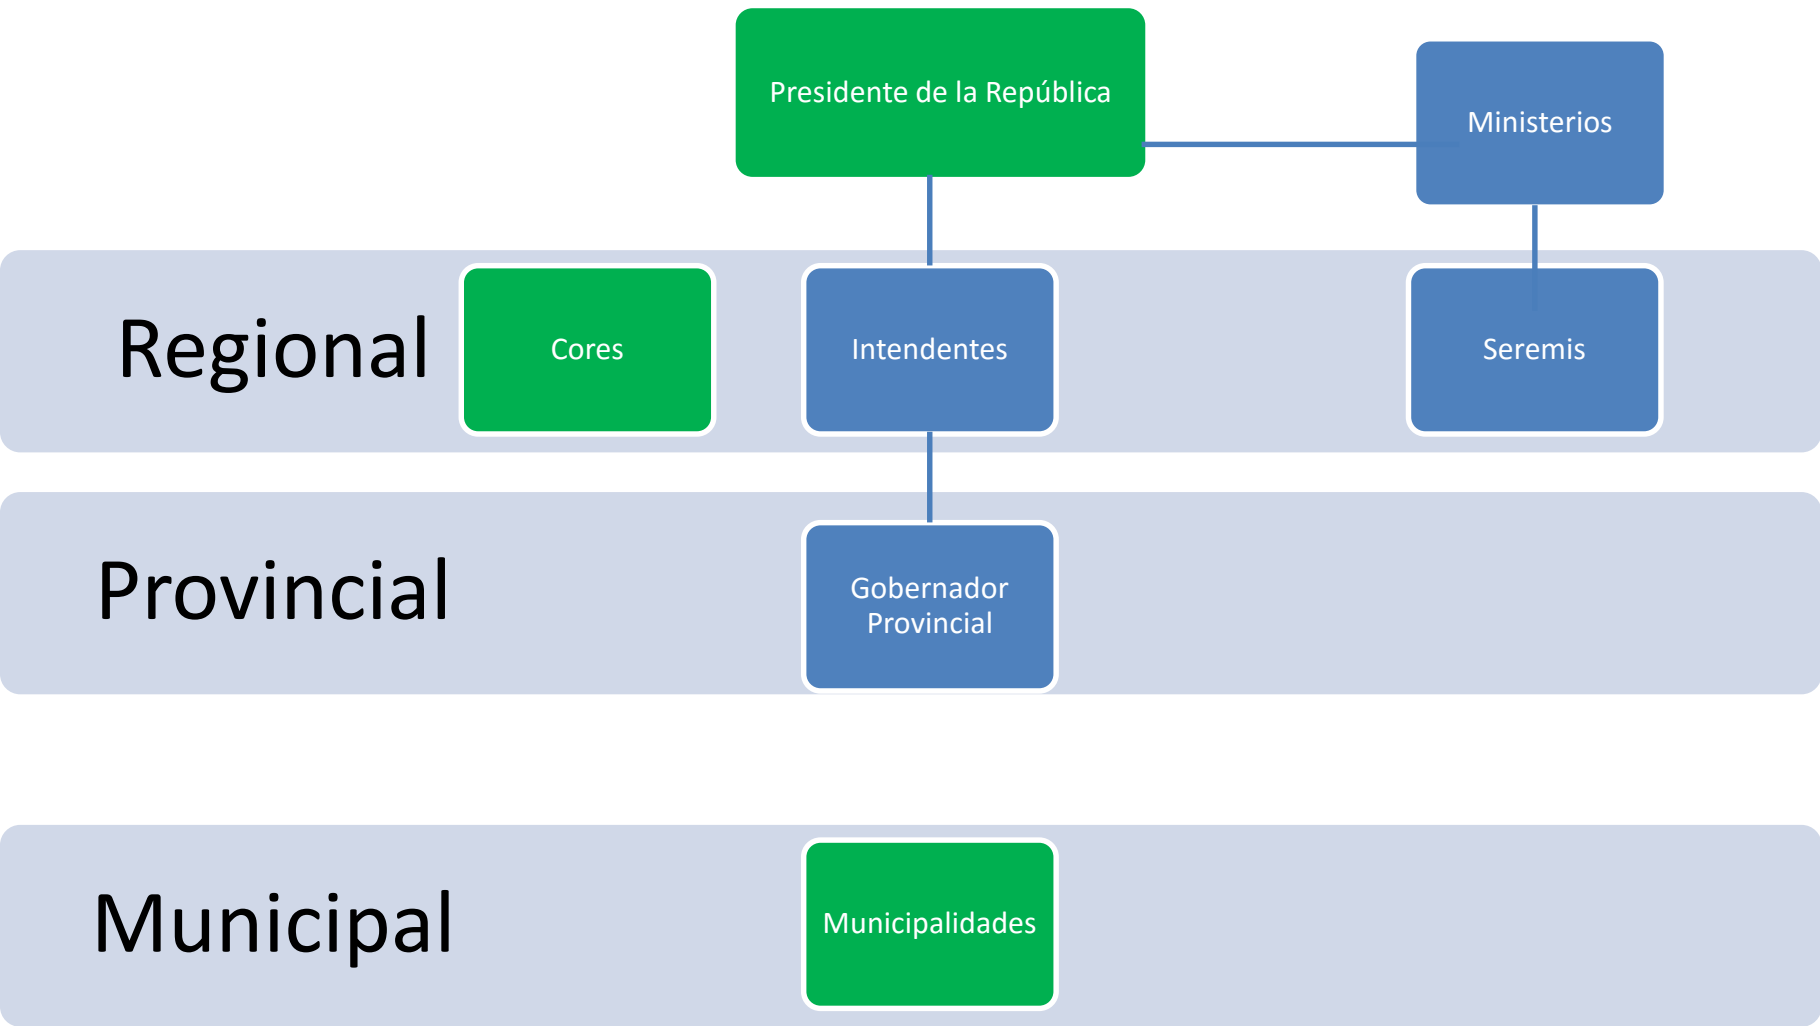 Presidente de la República
Ministerios
Regional
Cores
Intendentes
Seremis
Provincial
Gobernador
Provincial
Municipal
Municipalidades